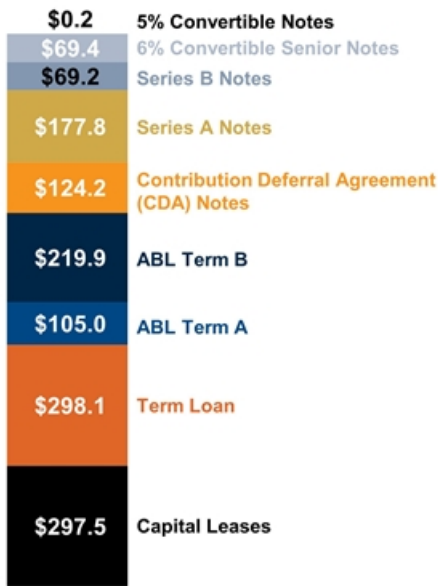 $0.2 5% Convertible Notes
$69.4 6% Convertible Senior Notes
$69.2 Series B Notes
$177.8 Series A Notes
$124.2 Contribution Deferral Agreement
(CDA) Notes
$219.9 ABL Term B
$105.0 ABL Term A
$298.1 Term Loan
$297.5 Capital Leases